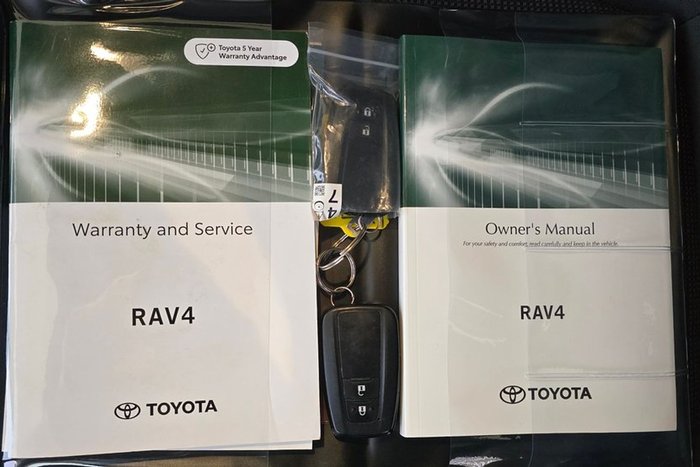 Toyota 5 Year
Warranty Advantage
Warranty and Service
RAV4
TOYOTA
Owner's Manual
For your safety and comfort, read carefully and keep in the vehicle.
RAV4
TOYOTA